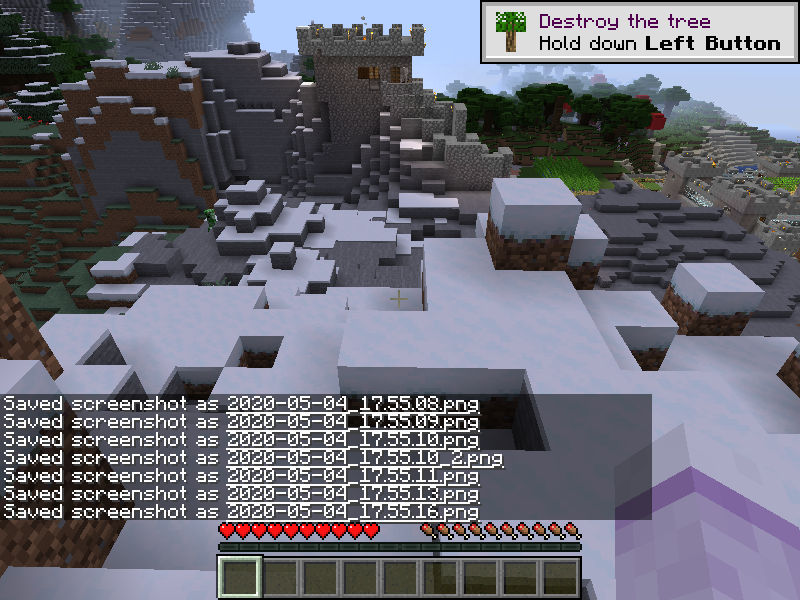 Destroy the tree
Hold down Left Button
Saved screenshot as 2020-05-04_17.55.08.png
Saved screenshot as 2020-05-04_17.55.09.png
Saved screenshot as 2020-05-04_17.55.10.png
Saved screenshot as 2020-05-04_17.55.10_2.png
Saved screenshot as 2020-05-04_17.55.11.png
Saved screenshot as 2020-05-04_17.55.13.png
Saved screenshot as 2020-05-04_17.55.16.png